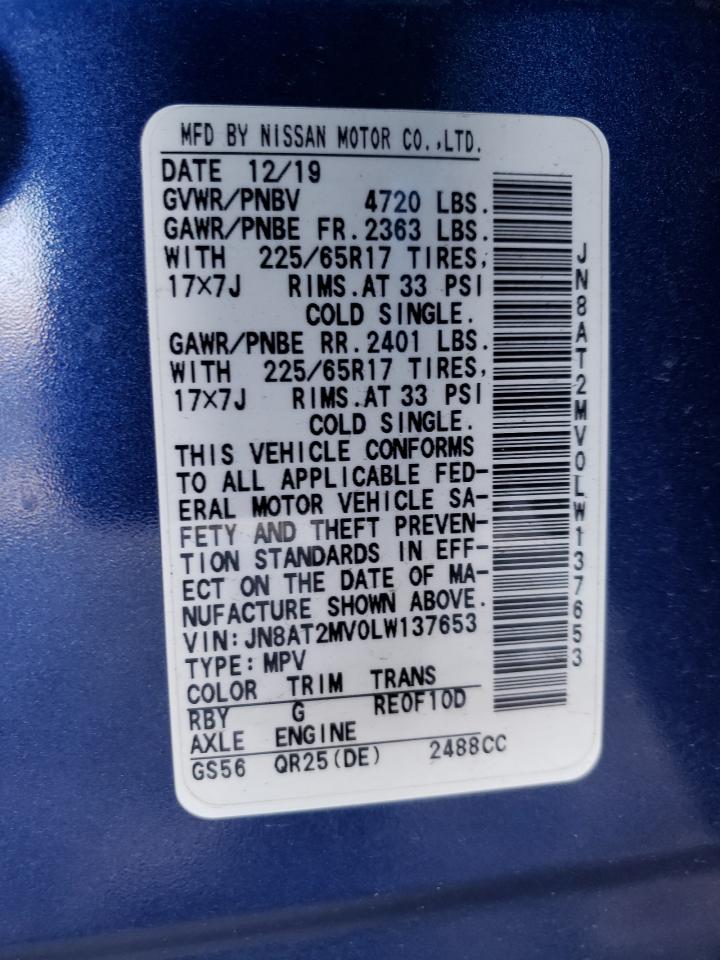 MFD BY NISSAN MOTOR CO.,LTD.
DATE 12/19
GVWR/PNBV 4720 LBS.
GAWR/PNBE FR.2363 LBS.
WITH 225/65R17 TIRES,
17×7J RIMS.AT 33 PSI
COLD SINGLE.
GAWR/PNBE RR.2401 LBS.
WITH 225/65R17 TIRES,
17×7J RIMS.AT 33 PSI
COLD SINGLE.
THIS VEHICLE CONFORMS
TO ALL APPLICABLE FED-
ERAL MOTOR VEHICLE SA-
FETY AND THEFT PREVEN-
TION STANDARDS IN EFF-
ECT ON THE DATE OF MA-
NUFACTURE SHOWN ABOVE.
VIN:JN8AT2MV0LW137653
TYPE:MPV
COLOR TRIM TRANS
RBY G RE0F10D
AXLE ENGINE
GS56 QR25(DE) 2488CC
JN8AT2MV0LW137653